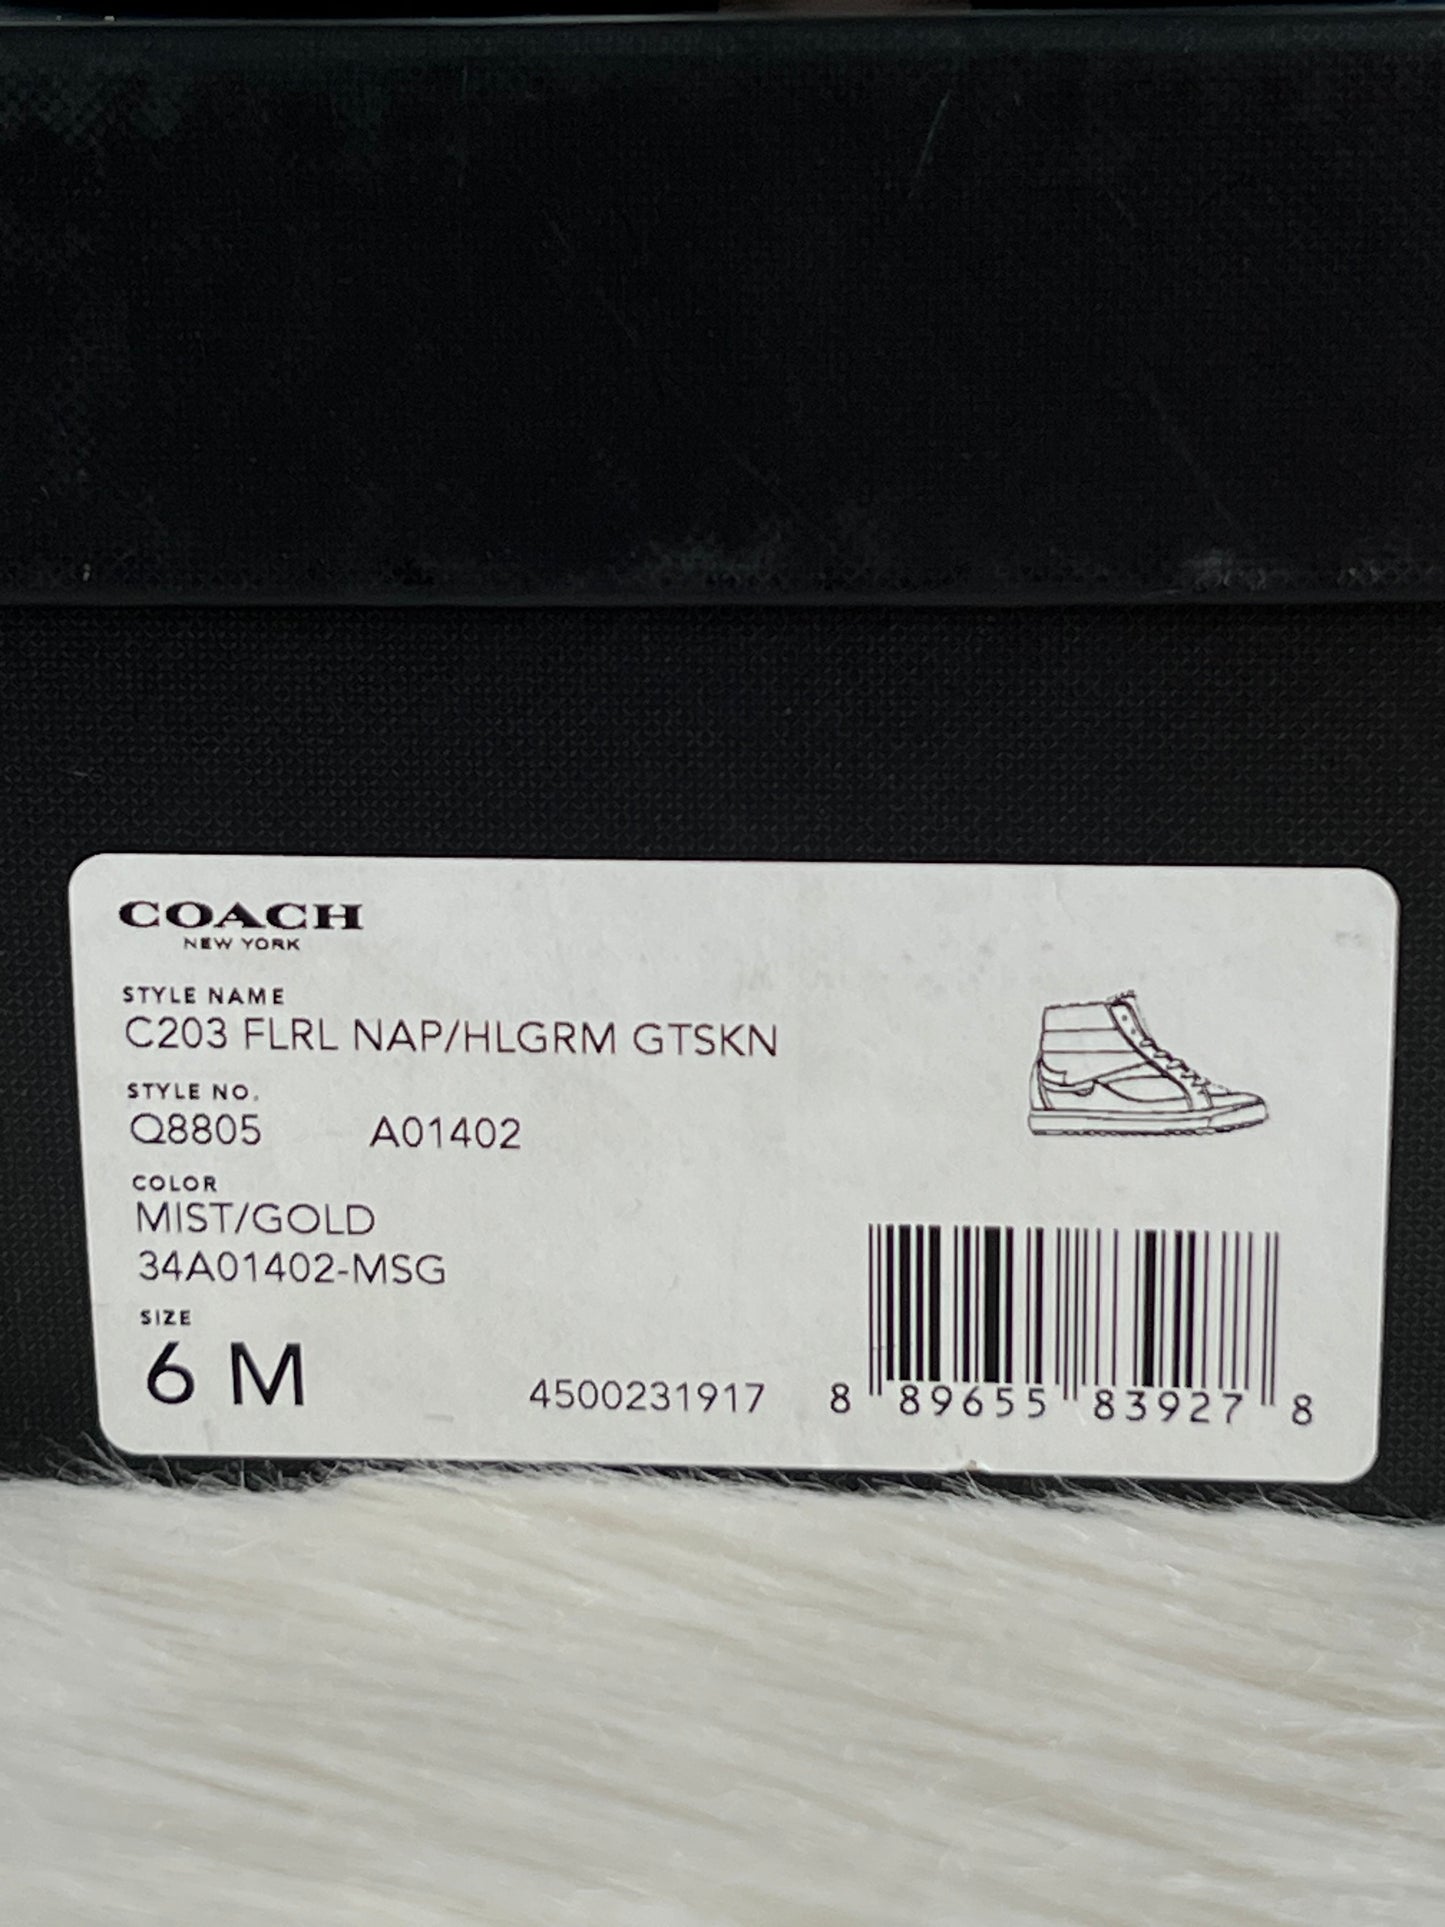 COACH
NEW YORK
STYLE NAME
C203 FLRL NAP/HLGRM GTSKN
STYLE NO.
Q8805 A01402
COLOR
MIST/GOLD
34A01402-MSG
SIZE
6 M
4500231917
8 89655 83927 8